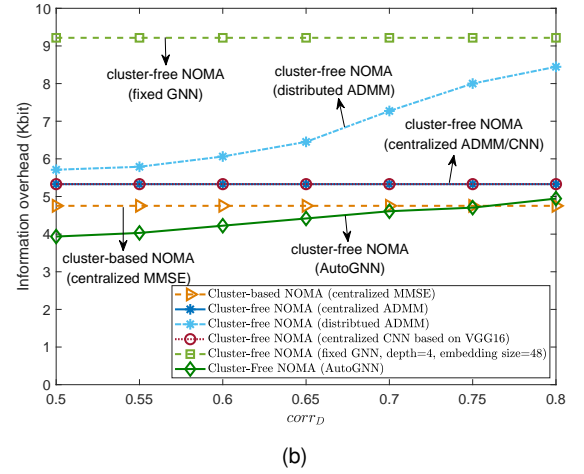 10
9
8
7
6
5
4
3
2
1
0
Information overhead (Kbit)
cluster-free NOMA
(fixed GNN)
cluster-free NOMA
(distributed ADMM)
cluster-free NOMA
(centralized ADMM/CNN)
cluster-based NOMA
(centralized MMSE)
cluster-free NOMA
(AutoGNN)
Cluster-based NOMA (centralized MMSE)
Cluster-free NOMA (centralized ADMM)
Cluster-free NOMA (distribtued ADMM)
Cluster-free NOMA (centralized CNN based on VGG16)
Cluster-free NOMA (fixed GNN, depth=4, embedding size=48)
Cluster-Free NOMA (AutoGNN)
0.5 0.55 0.6 0.65 0.7 0.75 0.8
corr_D
(b)